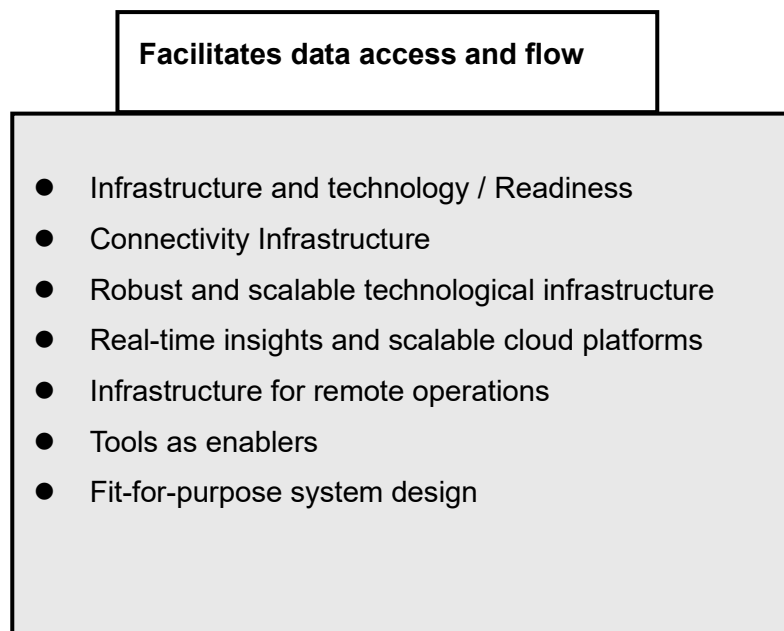 Facilitates data access and flow
● Infrastructure and technology / Readiness
● Connectivity Infrastructure
● Robust and scalable technological infrastructure
● Real-time insights and scalable cloud platforms
● Infrastructure for remote operations
● Tools as enablers
● Fit-for-purpose system design